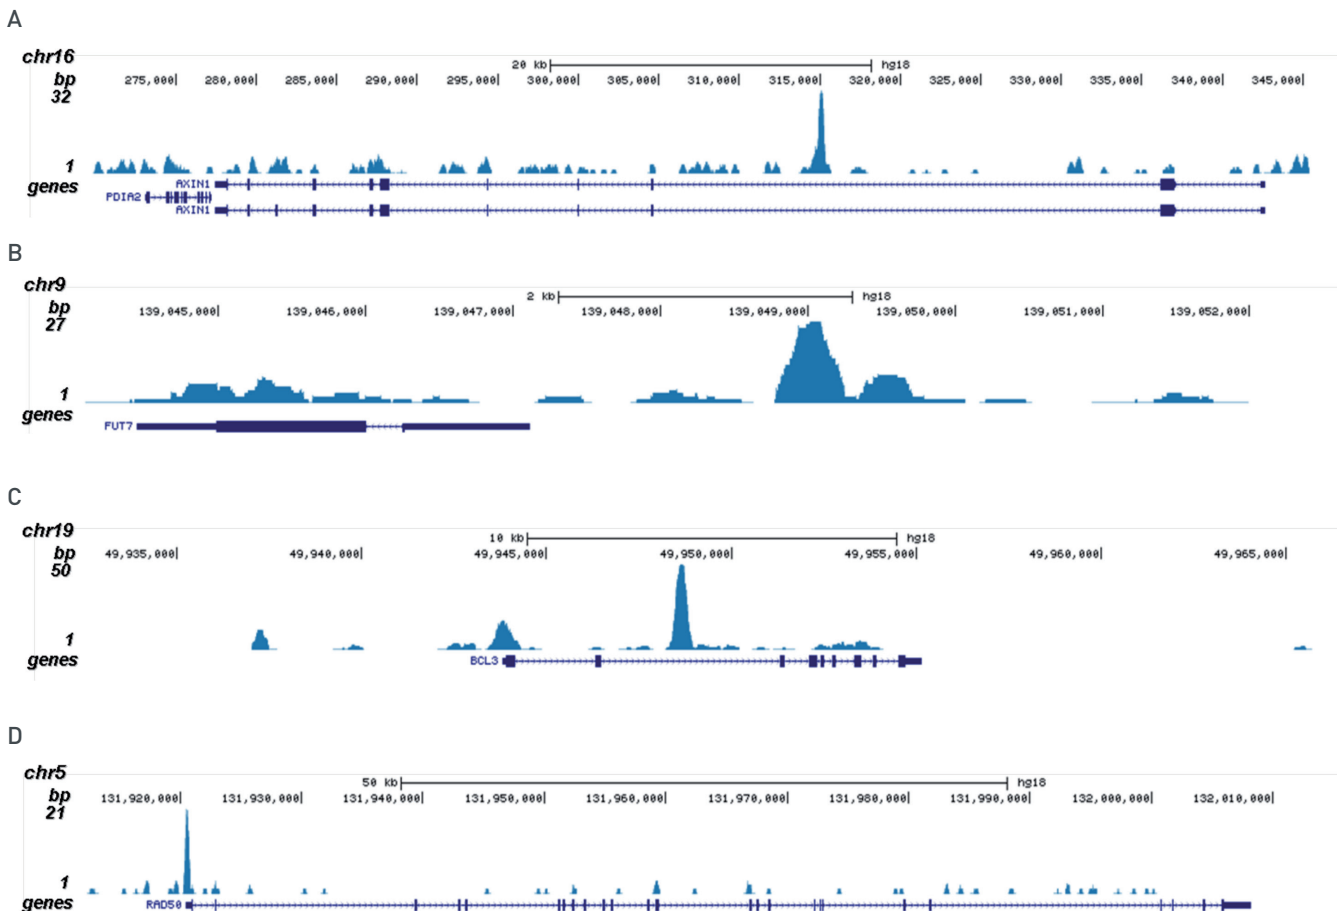 A
chr16
20 kb hg18
bp 275,000| 280,000| 285,000| 290,000| 295,000| 300,000| 305,000| 310,000| 315,000| 320,000| 325,000| 330,000| 335,000| 340,000| 345,000|
32
1
genes
AXIN1
PDIA2
AXIN1
B
chr9
2 kb hg18
bp 139,045,000| 139,046,000| 139,047,000| 139,048,000| 139,049,000| 139,050,000| 139,051,000| 139,052,000|
27
1
genes
FUT7
C
chr19
10 kb hg18
bp 49,935,000| 49,940,000| 49,945,000| 49,950,000| 49,955,000| 49,960,000| 49,965,000|
50
1
genes
BCL3
D
chr5
50 kb hg18
bp 131,920,000| 131,930,000| 131,940,000| 131,950,000| 131,960,000| 131,970,000| 131,980,000| 131,990,000| 132,000,000| 132,010,000|
21
1
genes RAD50